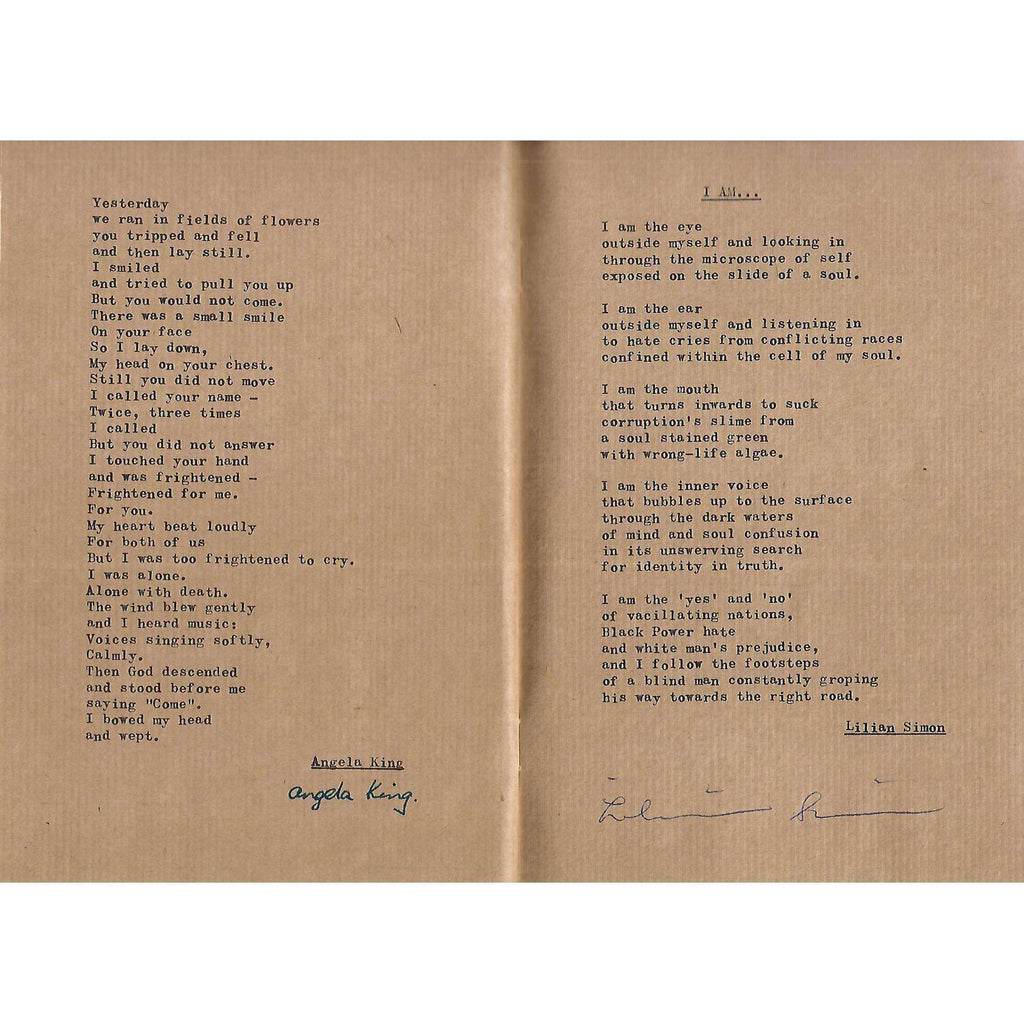 Yesterday
we ran in fields of flowers
you tripped and fell
and then lay still.
I smiled
and tried to pull you up
But you would not come.
There was a small smile
On your face
So I lay down,
My head on your chest.
Still you did not move
I called your name -
Twice, three times
I called
But you did not answer
I touched your hand
and was frightened -
Frightened for me.
For you.
My heart beat loudly
For both of us
But I was too frightened to cry.
I was alone.
Alone with death.
The wind blew gently
and I heard music:
Voices singing softly,
Calmly.
Then God descended
and stood before me
saying "Come".
I bowed my head
and wept.
Angela King
Angela King.
I AM...
I am the eye
outside myself and looking in
through the microscope of self
exposed on the slide of a soul.
I am the ear
outside myself and listening in
to hate cries from conflicting races
confined within the cell of my soul.
I am the mouth
that turns inwards to suck
corruption's slime from
a soul stained green
with wrong-life algae.
I am the inner voice
that bubbles up to the surface
through the dark waters
of mind and soul confusion
in its unswerving search
for identity in truth.
I am the 'yes' and 'no'
of vacillating nations,
Black Power hate
and white man's prejudice,
and I follow the footsteps
of a blind man constantly groping
his way towards the right road.
Lilian Simon
Lilian Simon